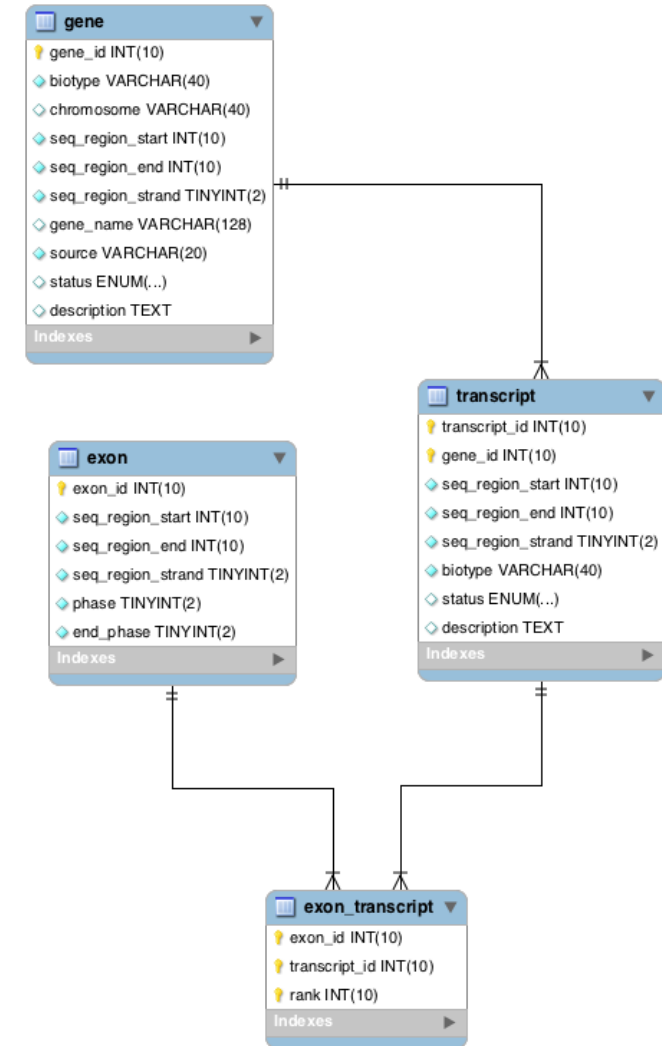 gene
gene_id INT(10)
biotype VARCHAR(40)
chromosome VARCHAR(40)
seq_region_start INT(10)
seq_region_end INT(10)
seq_region_strand TINYINT(2)
gene_name VARCHAR(128)
source VARCHAR(20)
status ENUM(...)
description TEXT
Indexes
transcript
transcript_id INT(10)
gene_id INT(10)
seq_region_start INT(10)
seq_region_end INT(10)
seq_region_strand TINYINT(2)
biotype VARCHAR(40)
status ENUM(...)
description TEXT
Indexes
exon
exon_id INT(10)
seq_region_start INT(10)
seq_region_end INT(10)
seq_region_strand TINYINT(2)
phase TINYINT(2)
end_phase TINYINT(2)
Indexes
exon_transcript
exon_id INT(10)
transcript_id INT(10)
rank INT(10)
Indexes